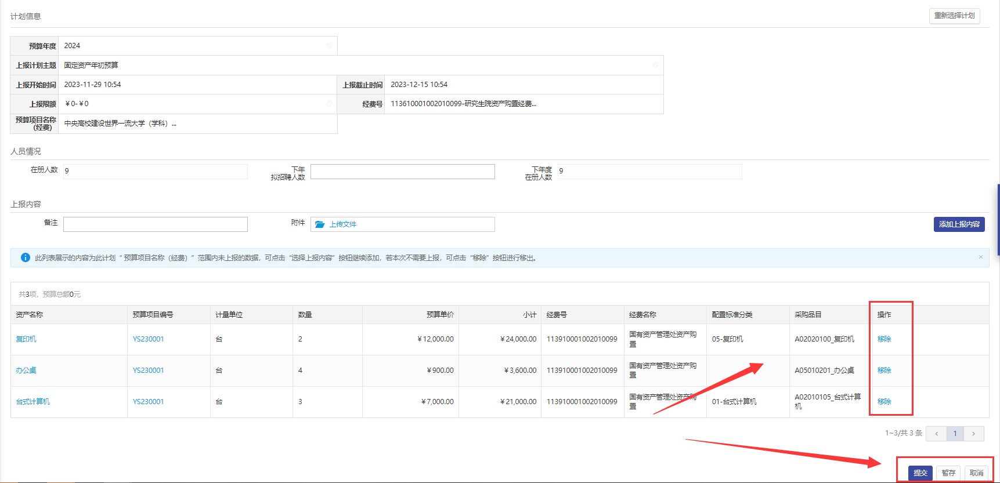 计划信息
重新选择计划
预算年度 2024
上报计划主题 固定资产年初预算
上报开始时间 2023-11-29 10:54 上报截止时间 2023-12-15 10:54
上报限额 ￥0-￥0 经费号 113610001002010099-研究生院资产购置经费...
预算项目名称
（经费） 中央高校建设世界一流大学（学科）...
人员情况
在册人数 9 下年
拟招聘人数 下年度
在册人数 9
上报内容
备注 附件 上传文件 添加上报内容
此列表展示的内容为此计划 “ 预算项目名称（经费）” 范围内未上报的数据，可点击 “选择上报内容” 按钮继续添加，若本次不需要上报，可点击 “移除” 按钮进行移出。 ×
共3项，预算总额0元
资产名称 预算项目编号 计量单位 数量 预算单价 小计 经费号 经费名称 配置标准分类 采购品目 操作
复印机 YS230001 台 2 ￥12,000.00 ￥24,000.00 113910001002010099 国有资产管理处资产购
置 05-复印机 A02020100_复印机 移除
办公桌 YS230001 台 4 ￥900.00 ￥3,600.00 113910001002010099 国有资产管理处资产购
置 A05010201_办公桌 移除
台式计算机 YS230001 台 3 ￥7,000.00 ￥21,000.00 113910001002010099 国有资产管理处资产购
置 01-台式计算机 A02010105_台式计算
机 移除
1~3/共 3 条 ‹ 1 ›
提交 暂存 取消